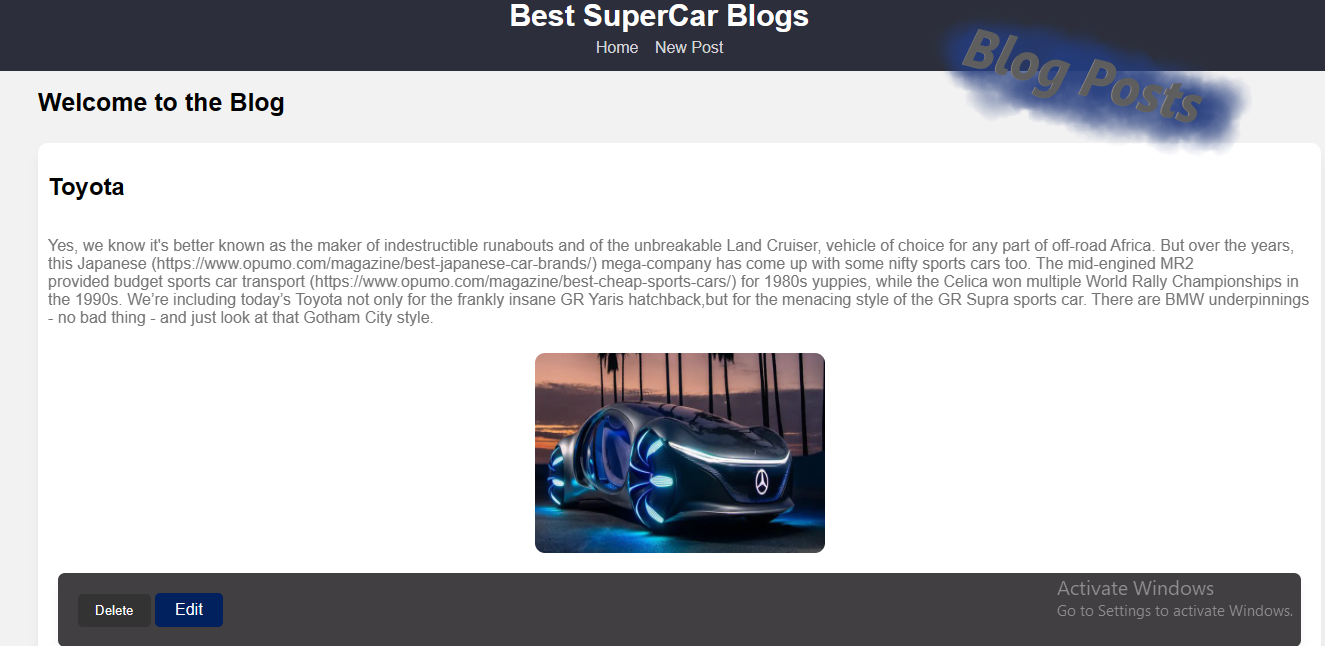 Best SuperCar Blogs
Home New Post
Blog Posts
Welcome to the Blog
Toyota
Yes, we know it's better known as the maker of indestructible runabouts and of the unbreakable Land Cruiser, vehicle of choice for any part of off-road Africa. But over the years,
this Japanese (https://www.opumo.com/magazine/best-japanese-car-brands/) mega-company has come up with some nifty sports cars too. The mid-engined MR2
provided budget sports car transport (https://www.opumo.com/magazine/best-cheap-sports-cars/) for 1980s yuppies, while the Celica won multiple World Rally Championships in
the 1990s. We’re including today’s Toyota not only for the frankly insane GR Yaris hatchback,but for the menacing style of the GR Supra sports car. There are BMW underpinnings
- no bad thing - and just look at that Gotham City style.
Delete Edit
Activate Windows
Go to Settings to activate Windows.